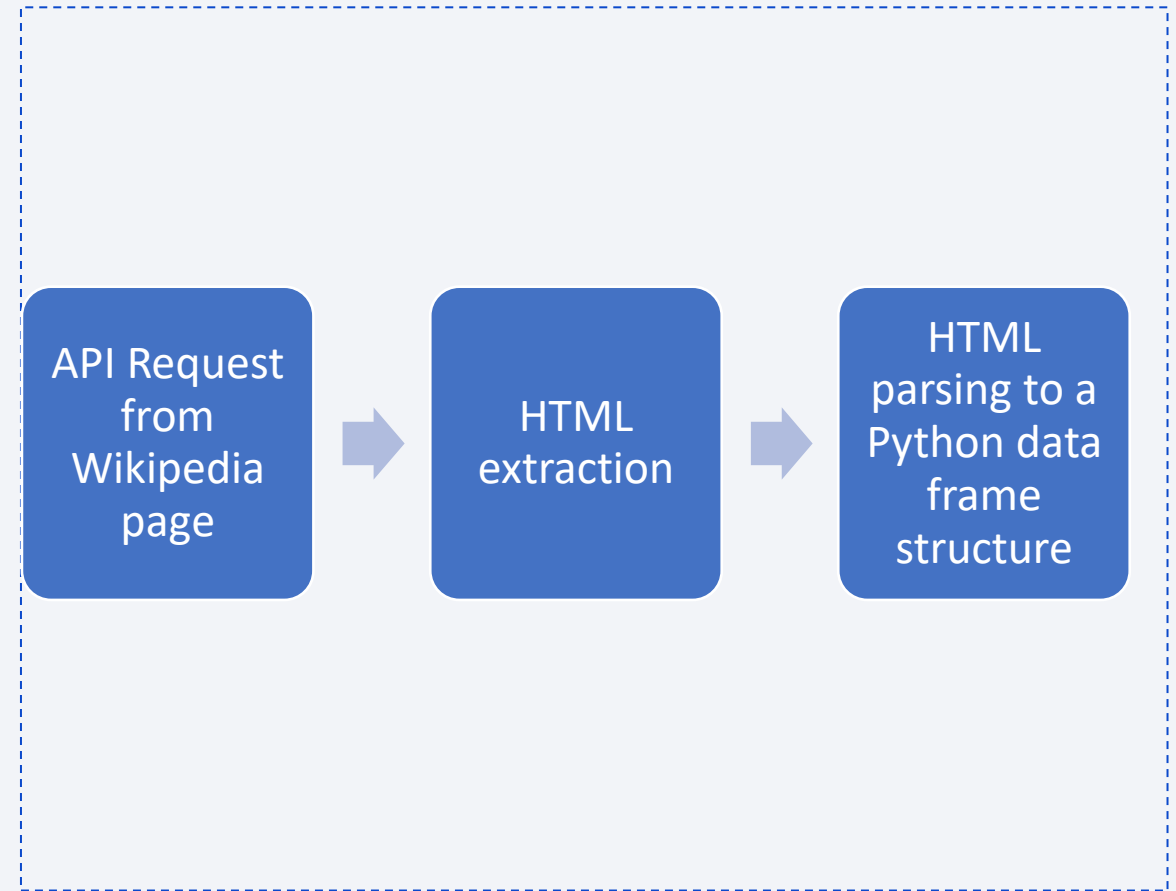 API Request
from
Wikipedia
page
HTML
extraction
HTML
parsing to a
Python data
frame
structure